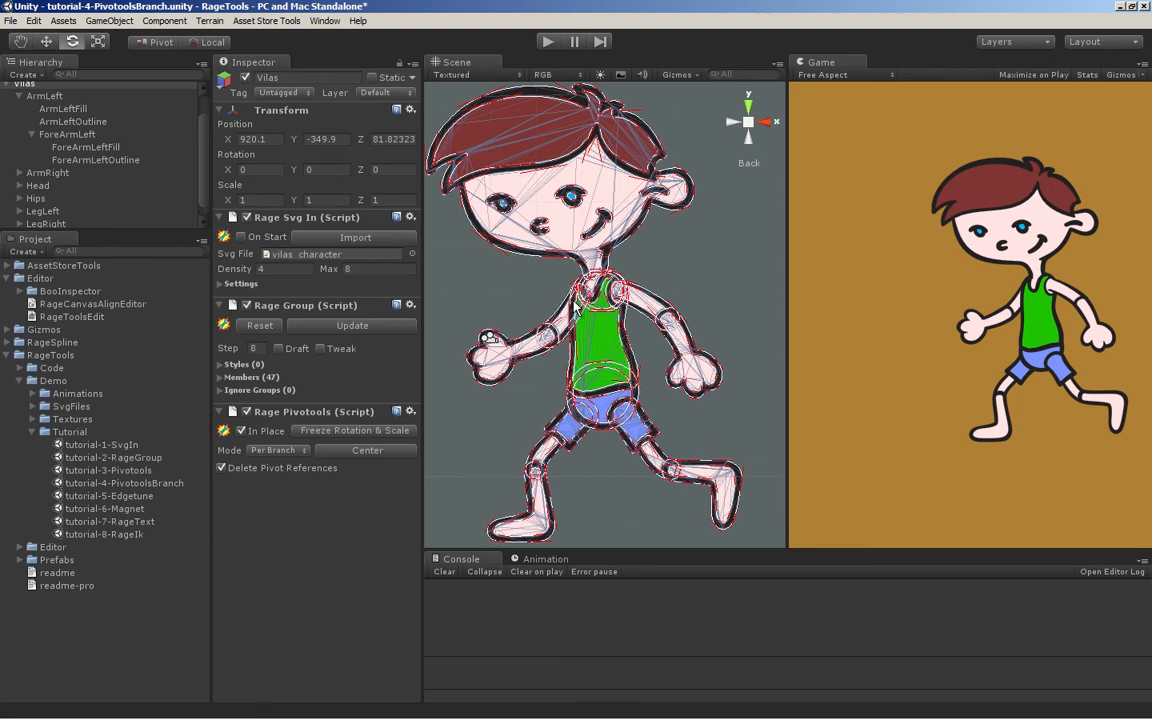 Unity - tutorial-4-PivotoolsBranch.unity - RageTools - PC and Mac Standalone*
File Edit Assets GameObject Component Terrain Asset Store Tools Window Help
Pivot Local Layers Layout
Hierarchy
Create All
Vilas
ArmLeft
ArmLeftFill
ArmLeftOutline
ForeArmLeft
ForeArmLeftFill
ForeArmLeftOutline
ArmRight
Head
Hips
LegLeft
LegRight
Project
Create All
AssetStoreTools
Editor
BooInspector
RageCanvasAlignEditor
RageToolsEdit
Gizmos
RageSpline
RageTools
Code
Demo
Animations
SvgFiles
Textures
Tutorial
tutorial-1-SvgIn
tutorial-2-RageGroup
tutorial-3-Pivotools
tutorial-4-PivotoolsBranch
tutorial-5-Edgetune
tutorial-6-Magnet
tutorial-7-RageText
tutorial-8-RageIk
Editor
Prefabs
readme
readme-pro
Inspector
Vilas Static
Tag Untagged Layer Default
Transform
Position
X 920.1 Y -349.9 Z 81.82323
Rotation
X 0 Y 0 Z 0
Scale
X 1 Y 1 Z 1
Rage Svg In (Script)
On Start Import
Svg File vilas_character
Density 4 Max 8
Settings
Rage Group (Script)
Reset Update
Step 8 Draft Tweak
Styles (0)
Members (47)
Ignore Groups (0)
Rage Pivotools (Script)
In Place Freeze Rotation & Scale
Mode Per Branch Center
Delete Pivot References
Scene
Textured RGB Gizmos All
y
x
Back
Game
Free Aspect Maximize on Play Stats Gizmos
Console Animation
Clear Collapse Clear on play Error pause Open Editor Log